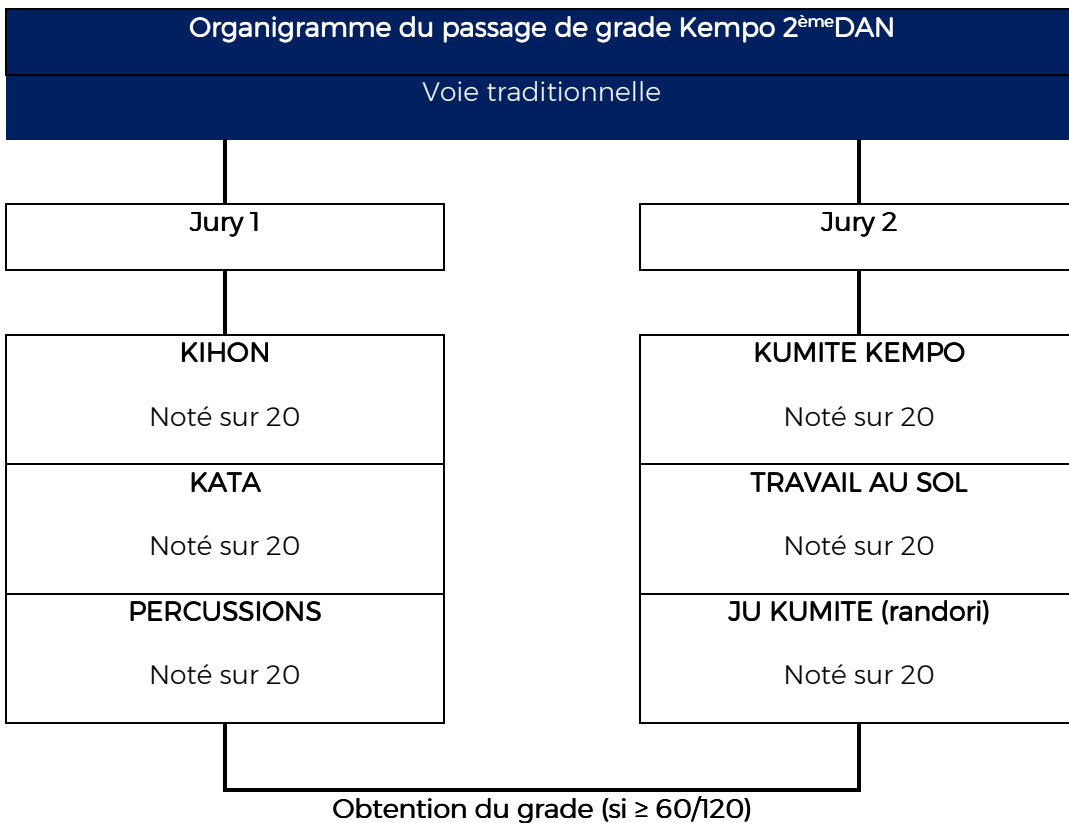 Organigramme du passage de grade Kempo 2èmeDAN
Voie traditionnelle
Jury 1
Jury 2
KIHON
Noté sur 20
KATA
Noté sur 20
PERCUSSIONS
Noté sur 20
KUMITE KEMPO
Noté sur 20
TRAVAIL AU SOL
Noté sur 20
JU KUMITE (randori)
Noté sur 20
Obtention du grade (si ≥ 60/120)